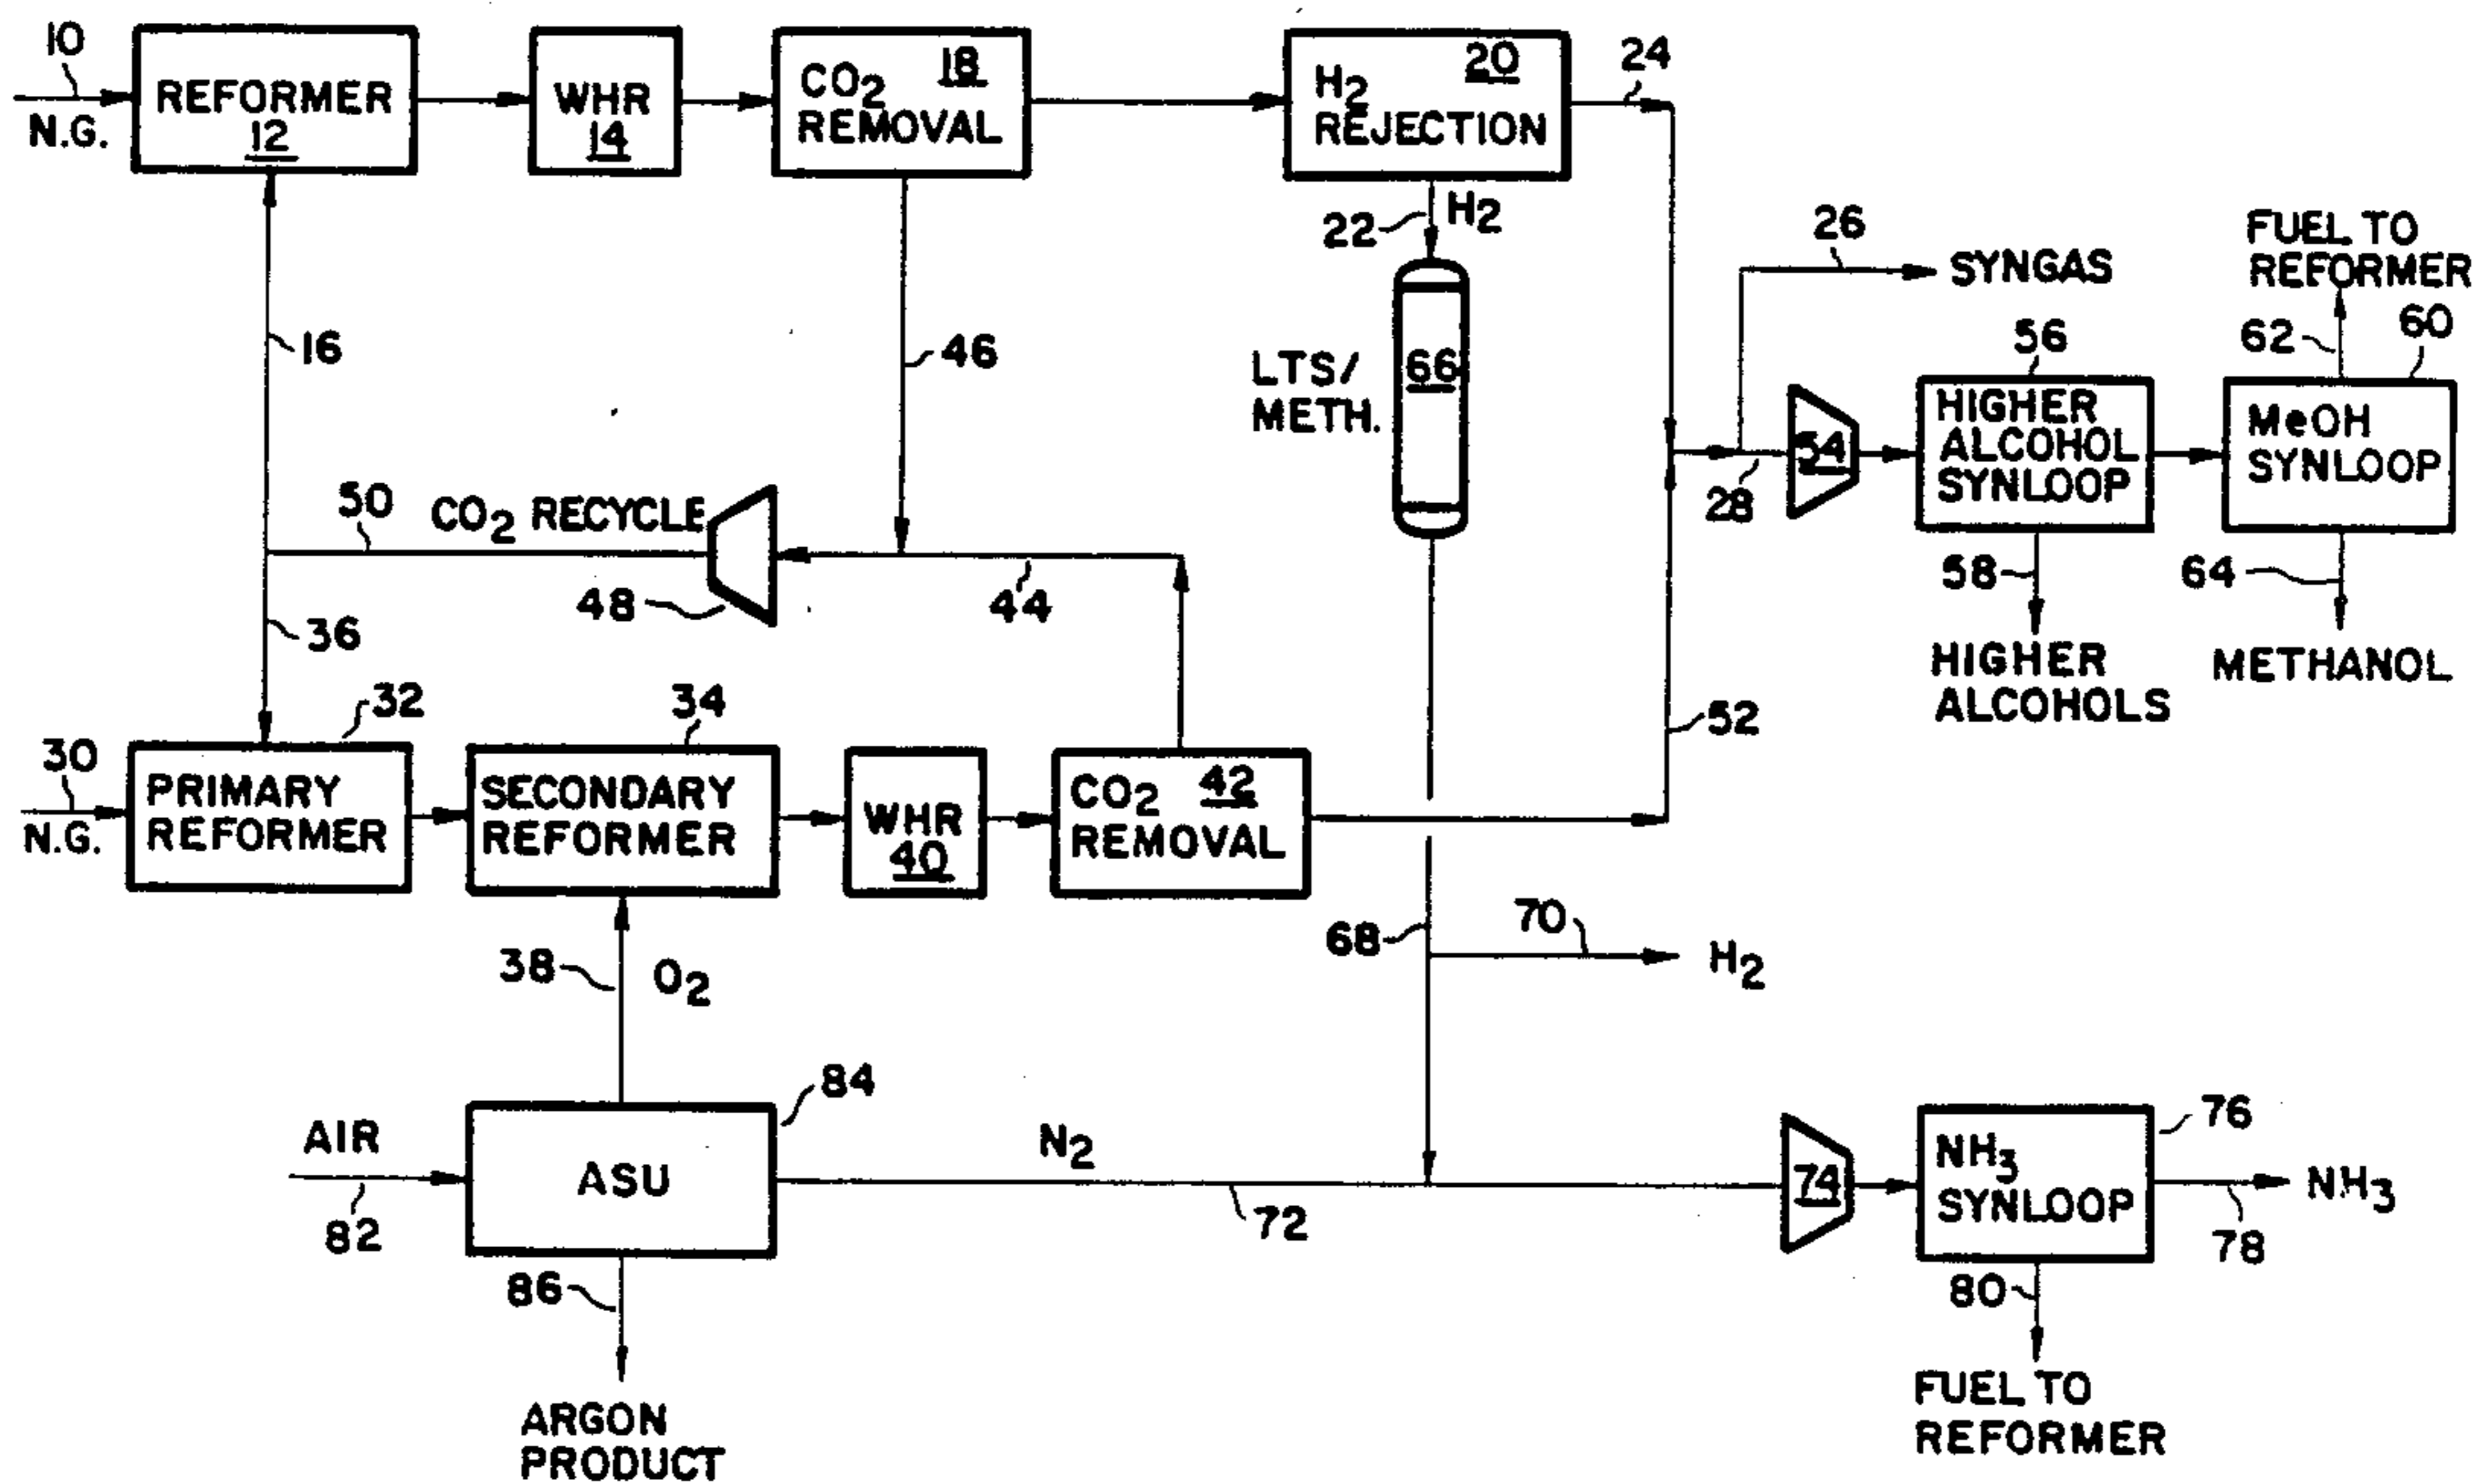 10
N.G.
REFORMER
12
WHR
14
CO2 18
REMOVAL
H2 20
REJECTION
24
22
H2
16
46
LTS/
METH.
66
26
SYNGAS
FUEL TO
REFORMER
62
60
56
28
54
HIGHER
ALCOHOL
SYNLOOP
MeOH
SYNLOOP
58
HIGHER
ALCOHOLS
64
METHANOL
50
CO2 RECYCLE
48
44
36
52
30
N.G.
32
PRIMARY
REFORMER
34
SECONDARY
REFORMER
WHR
40
CO2 42
REMOVAL
38
O2
68
70
H2
AIR
82
84
ASU
N2
72
74
76
NH3
SYNLOOP
78
NH3
80
FUEL TO
REFORMER
86
ARGON
PRODUCT